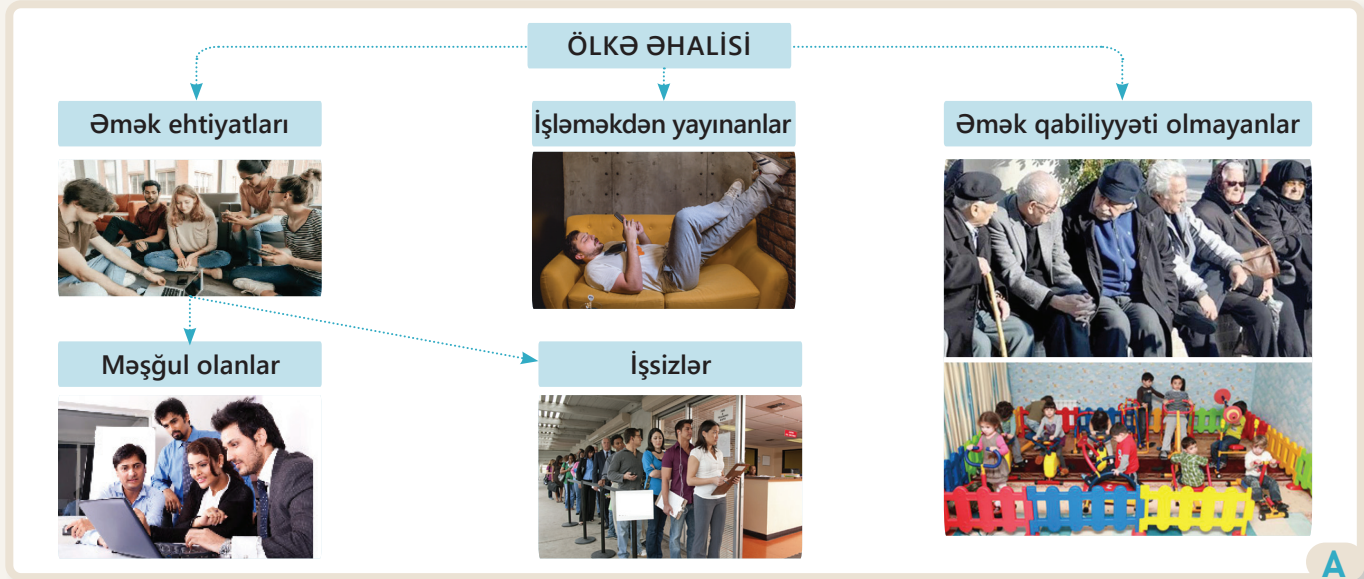 ÖLKƏ ƏHALİSİ
Əmək ehtiyatları
İşləməkdən yayınanlar
Əmək qabiliyyəti olmayanlar
Məşğul olanlar
İşsizlər
A